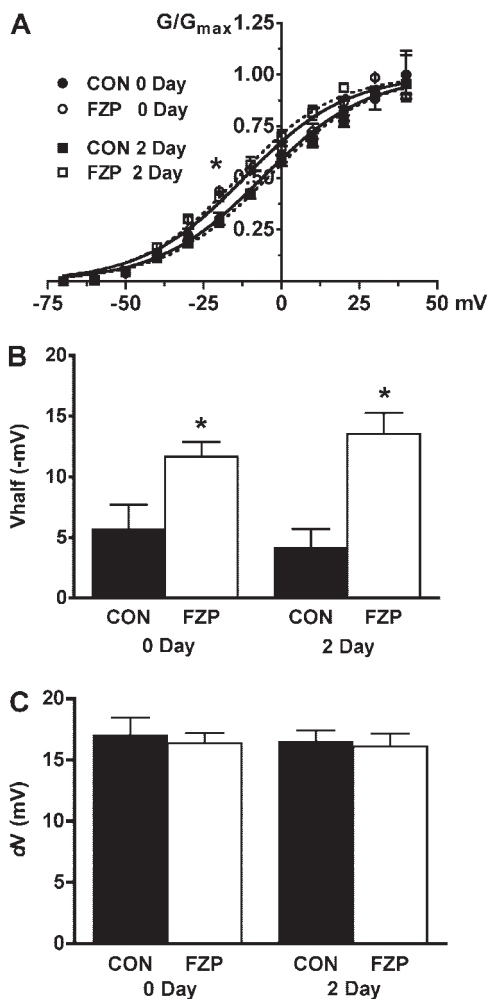 A
G/Gmax 1.25
CON 0 Day
FZP 0 Day
CON 2 Day
FZP 2 Day
1.00
0.75
*
0.50
0.25
-75 -50 -25 0 25 50 mV
B
20
15
10
5
0
Vhalf (-mV)
* *
CON FZP CON FZP
0 Day 2 Day
C
20
15
10
5
0
dV (mV)
CON FZP CON FZP
0 Day 2 Day